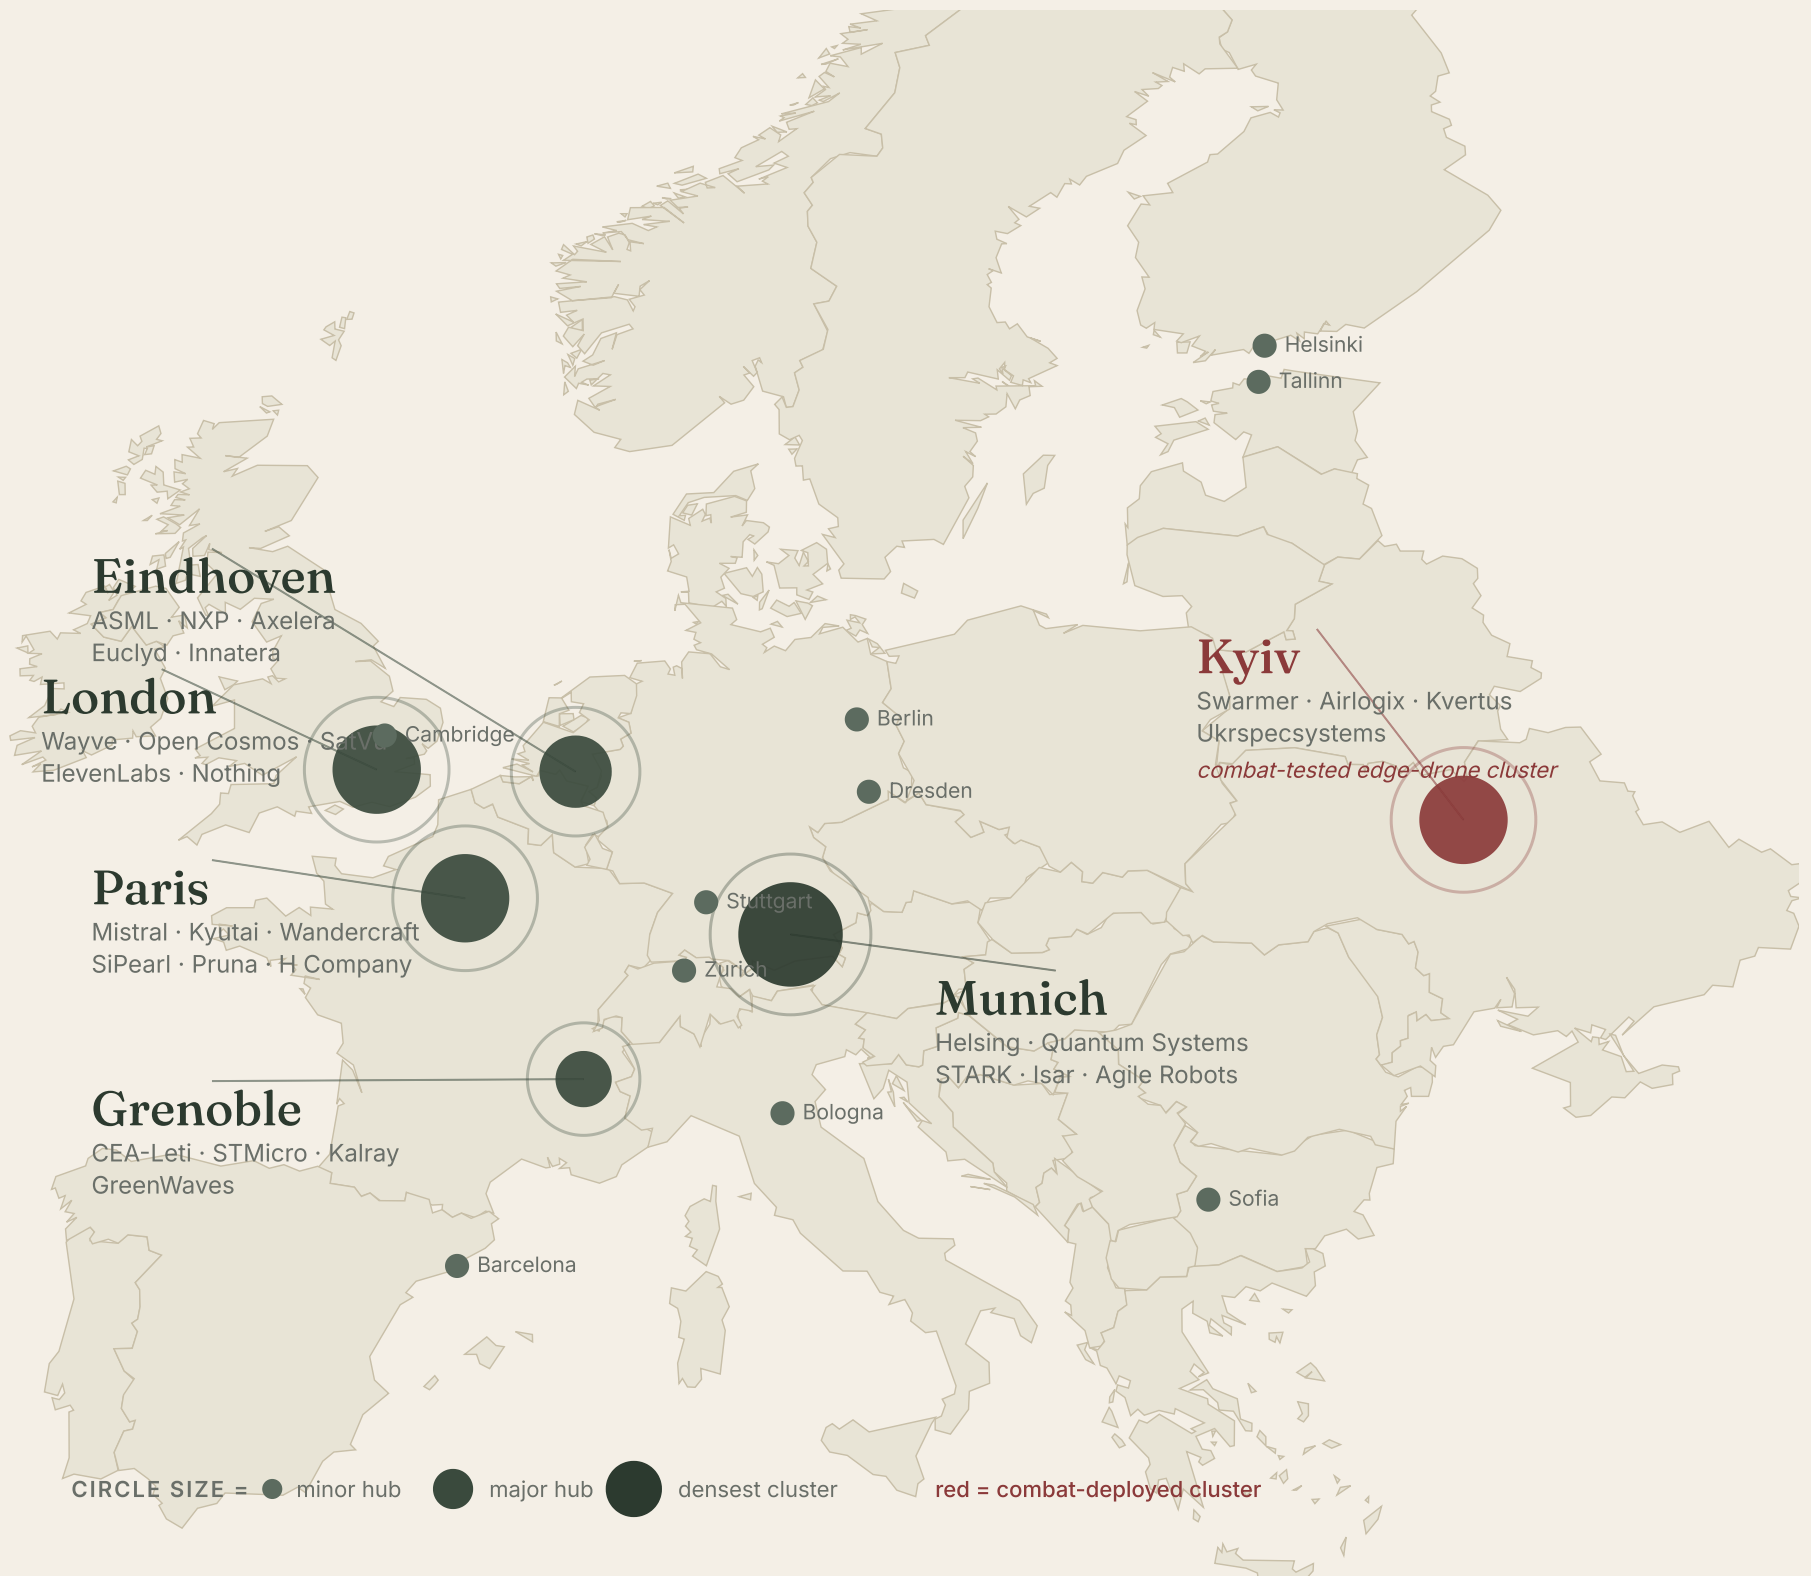 Helsinki
Tallinn
Eindhoven
ASML · NXP · Axelera
Euclyd · Innatera
London
Wayve · Open Cosmos · SatVu
ElevenLabs · Nothing
Cambridge
Berlin
Dresden
Kyiv
Swarmer · Airlogix · Kvertus
Ukrspecsystems
combat-tested edge-drone cluster
Paris
Mistral · Kyutai · Wandercraft
SiPearl · Pruna · H Company
Stuttgart
Zurich
Munich
Helsing · Quantum Systems
STARK · Isar · Agile Robots
Grenoble
CEA-Leti · STMicro · Kalray
GreenWaves
Bologna
Sofia
Barcelona
CIRCLE SIZE = minor hub major hub densest cluster red = combat-deployed cluster